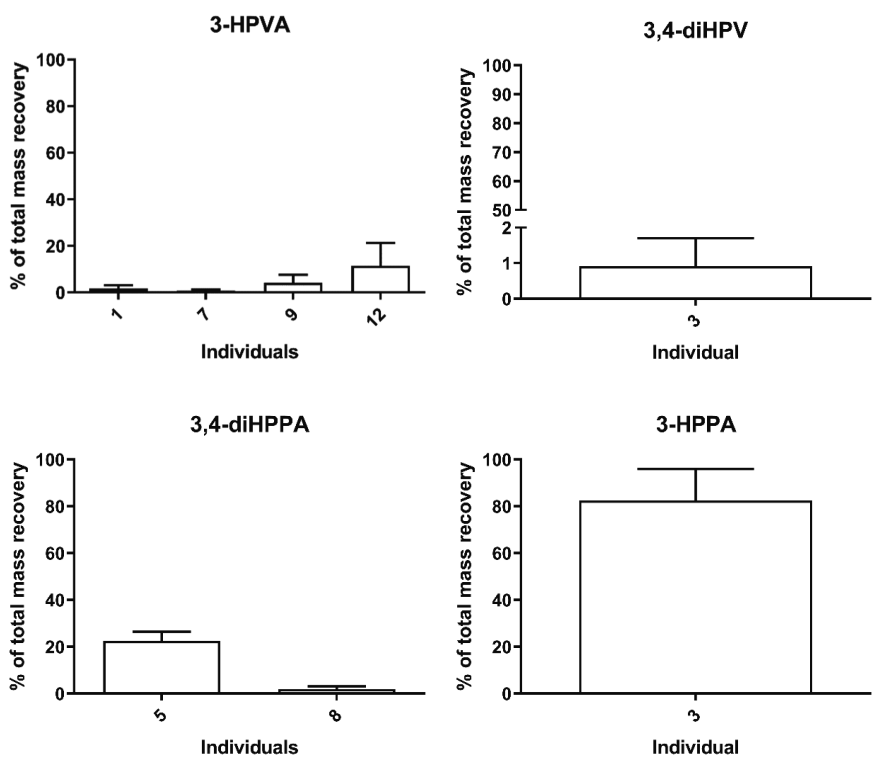 3-HPVA
% of total mass recovery
100
80
60
40
20
0
1 7 9 12
Individuals
3,4-diHPV
% of total mass recovery
100
90
80
70
60
50
2
1
0
3
Individual
3,4-diHPPA
% of total mass recovery
100
80
60
40
20
0
5 8
Individuals
3-HPPA
% of total mass recovery
100
80
60
40
20
0
3
Individual